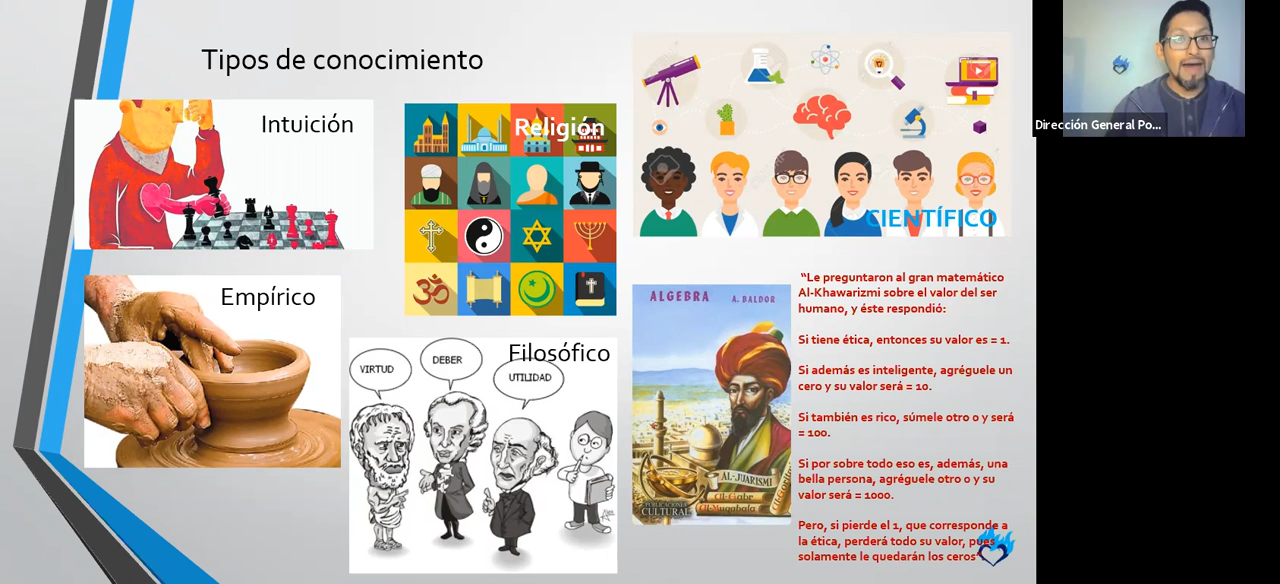 Tipos de conocimiento
Intuición
Religión
CIENTÍFICO
Empírico
Filosófico
VIRTUD
DEBER
UTILIDAD
ALGEBRA A. BALDOR
AL-JUARISMI
PUBLICACIONES
CULTURAL
“Le preguntaron al gran matemático
Al-Khawarizmi sobre el valor del ser
humano, y éste respondió:
Si tiene ética, entonces su valor es = 1.
Si además es inteligente, agréguele un
cero y su valor será = 10.
Si también es rico, súmele otro 0 y será
= 100.
Si por sobre todo eso es, además, una
bella persona, agréguele otro 0 y su
valor será = 1000.
Pero, si pierde el 1, que corresponde a
la ética, perderá todo su valor, pues
solamente le quedarán los ceros”.
Dirección General Po...